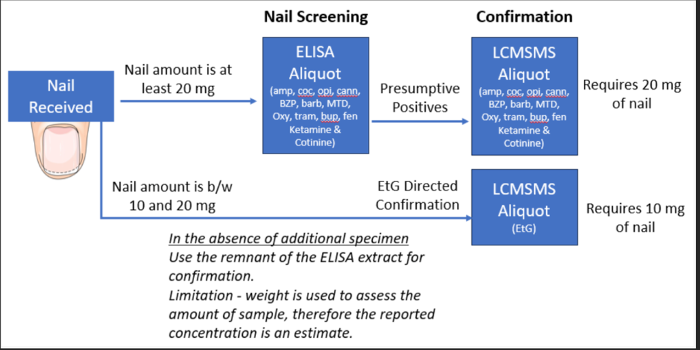 Nail Screening
Confirmation
Nail
Received
Nail amount is at
least 20 mg
ELISA
Aliquot
(amp, coc, opi, cann,
BZP, barb, MTD,
Oxy, tram, bup, fen
Ketamine &
Cotinine)
Presumptive
Positives
LCMSMS
Aliquot
(amp, coc, opi, cann,
BZP, barb, MTD,
Oxy, tram, bup, fen
Ketamine &
Cotinine)
Requires 20 mg
of nail
Nail amount is b/w
10 and 20 mg
EtG Directed
Confirmation
LCMSMS
Aliquot
(EtG)
Requires 10 mg
of nail
In the absence of additional specimen
Use the remnant of the ELISA extract for
confirmation.
Limitation - weight is used to assess the
amount of sample, therefore the reported
concentration is an estimate.